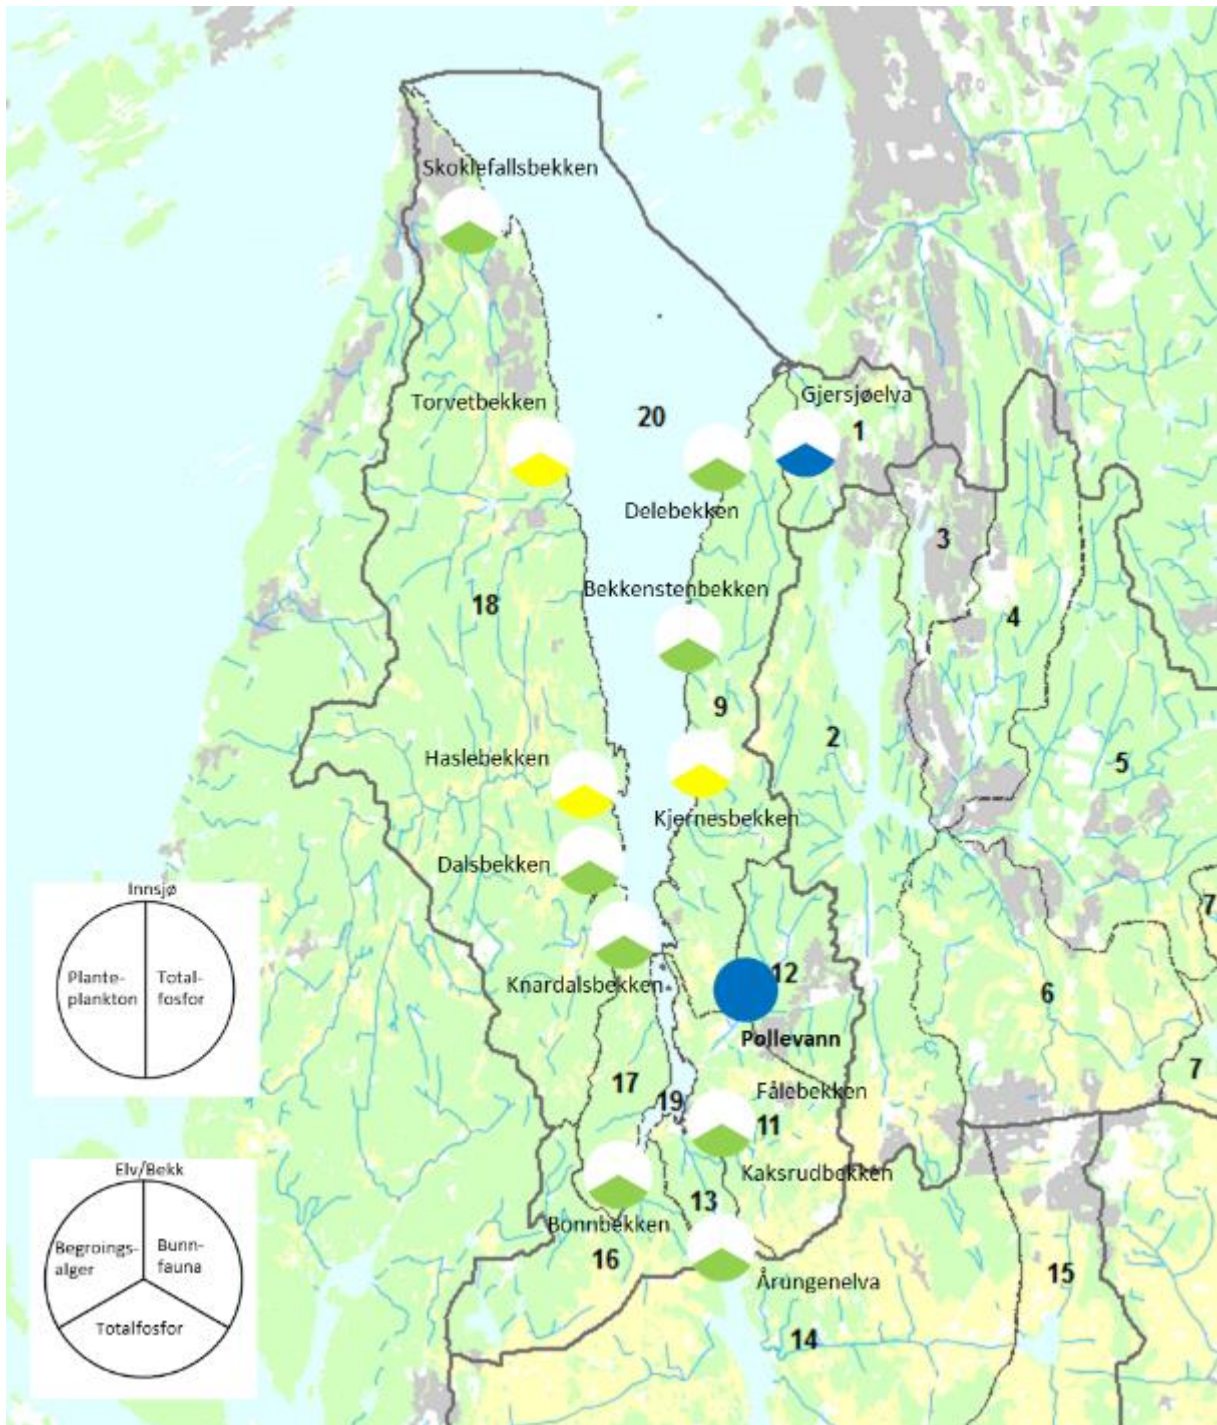 Skoklefallsbekken
Gjersjøelva
Torvetbekken
20
1
Delebekken
3
Bekkenstenbekken
18
4
9
2
5
Haslebekken
Kjernesbekken
Dalsbekken
Innsjø
7
Plante-
plankton
Total-
fosfor
Knardalsbekken
12
6
Pollevann
17
7
19
Fålebekken
11
Elv/Bekk
Kaksrudbekken
13
Begroings-
alger
Bunn-
fauna
Bonnbekken
16
15
Årungenelva
Totalfosfor
14